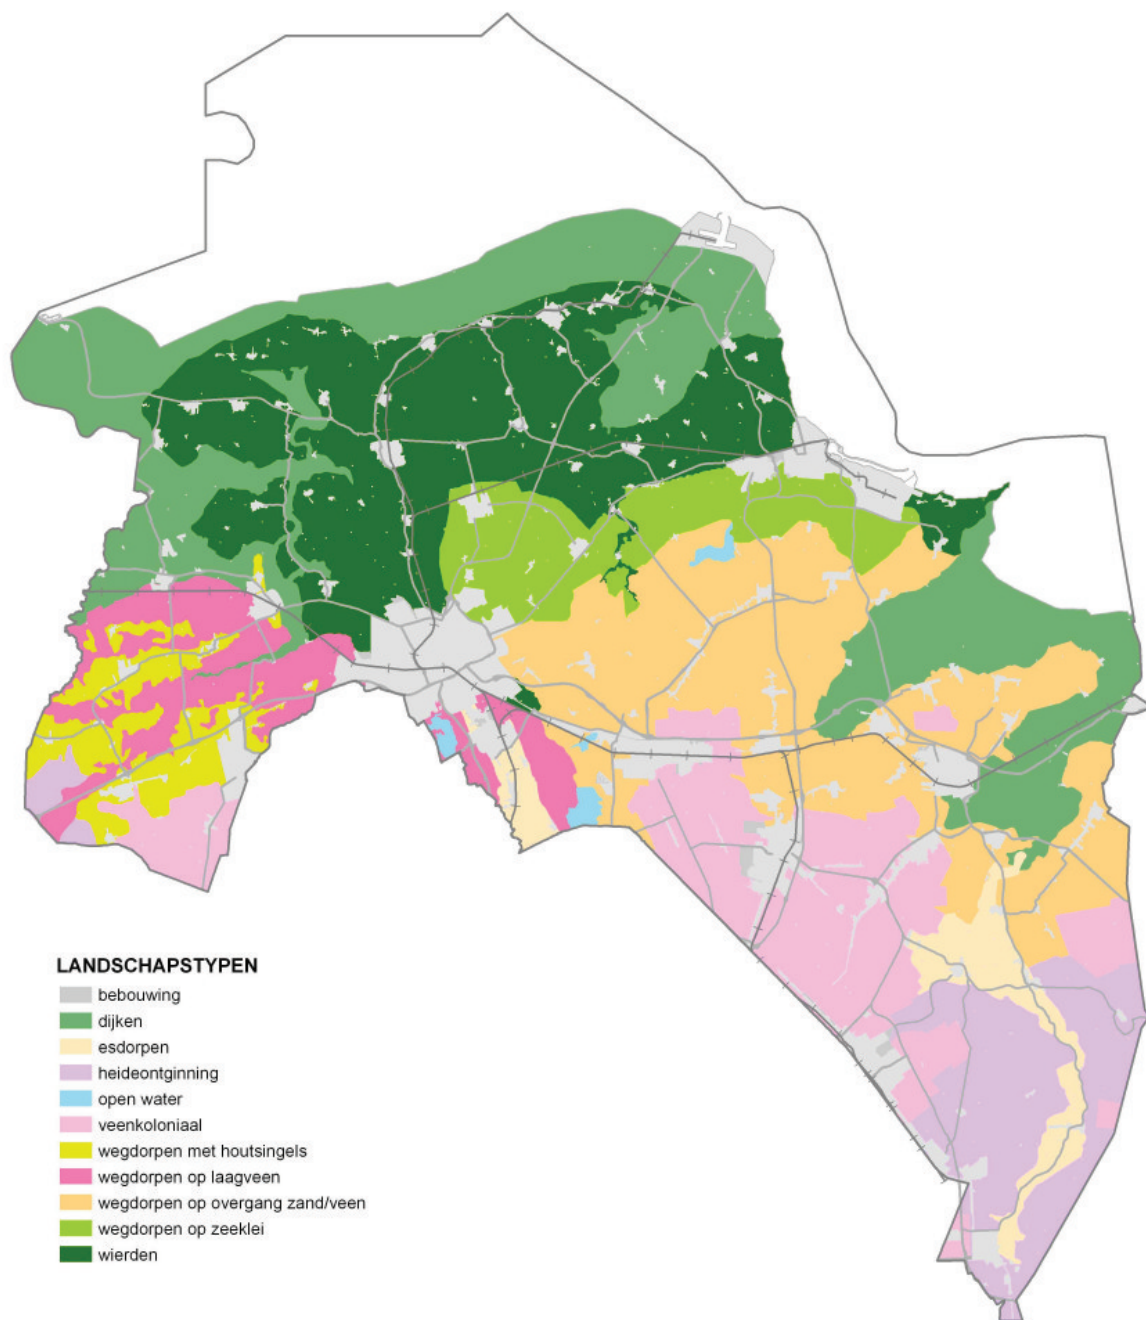 LANDSCHAPSTYPEN
bebouwing
dijken
esdorpen
heideontginning
open water
veenkoloniaal
wegdorpen met houtsingels
wegdorpen op laagveen
wegdorpen op overgang zand/veen
wegdorpen op zeeklei
wierden